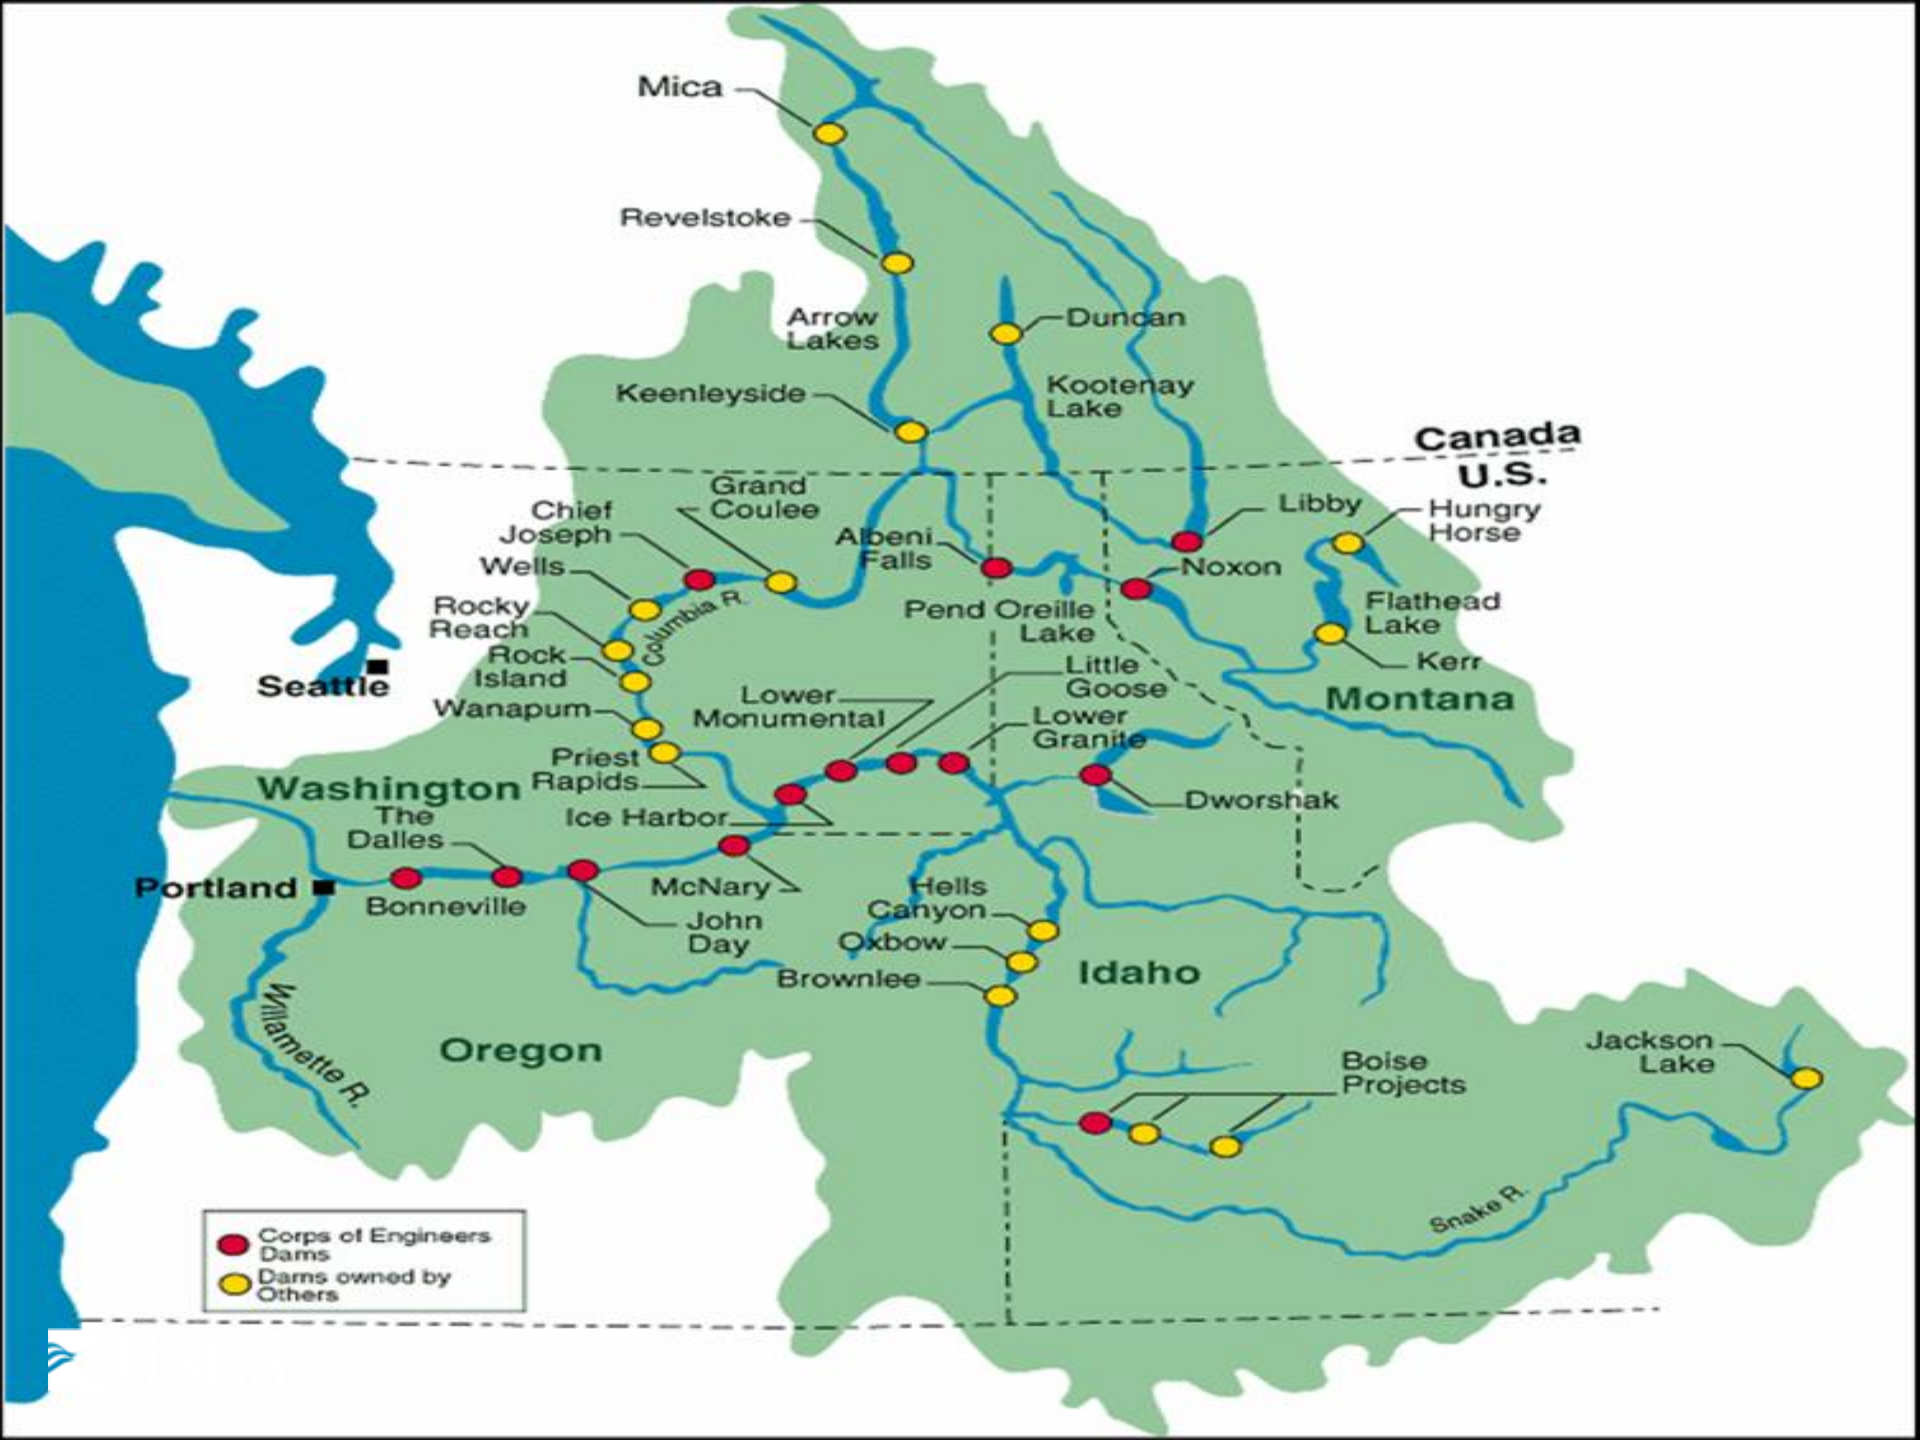 Mica
Revelstoke
Arrow
Lakes
Duncan
Keenleyside
Kootenay
Lake
Canada
U.S.
Grand
Coulee
Chief
Joseph
Libby
Hungry
Horse
Albeni
Falls
Wells
Noxon
Rocky
Reach
Columbia R.
Pend Oreille
Lake
Flathead
Lake
Rock
Island
Kerr
Seattle
Little
Goose
Montana
Wanapum
Lower
Monumental
Lower
Granite
Priest
Rapids
Washington
Ice Harbor
Dworshak
The
Dalles
Portland
McNary
Bonneville
John
Day
Hells
Canyon
Oxbow
Brownlee
Idaho
Willamette R.
Oregon
Boise
Projects
Jackson
Lake
Snake R.
Corps of Engineers
Dams
Dams owned by
Others